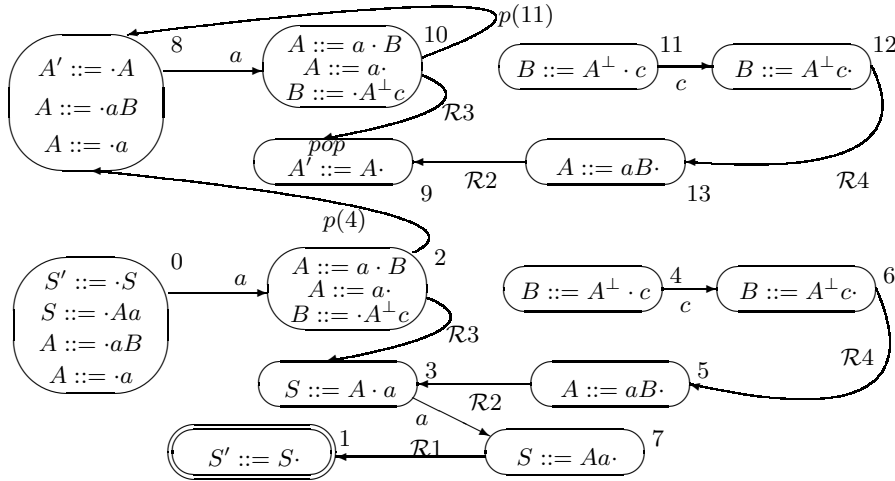 p(11)
8
10
11
12
A' ::= ·A
A ::= ·aB
A ::= ·a
a
A ::= a · B
A ::= a·
B ::= ·A⊥c
B ::= A⊥ · c
c
B ::= A⊥c·
R3
pop
A' ::= A·
9
R2
A ::= aB·
13
R4
p(4)
0
2
4
6
S' ::= ·S
S ::= ·Aa
A ::= ·aB
A ::= ·a
a
A ::= a · B
A ::= a·
B ::= ·A⊥c
B ::= A⊥ · c
c
B ::= A⊥c·
R3
R4
S ::= A · a
3
R2
A ::= aB·
5
a
S' ::= S·
1
R1
S ::= Aa·
7